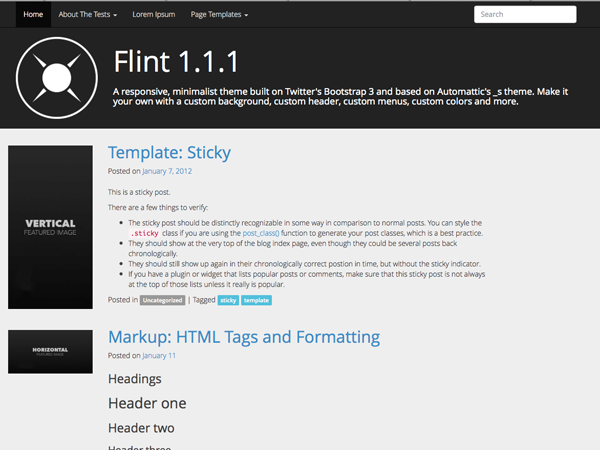 Home About The Tests Lorem Ipsum Page Templates Search
Flint 1.1.1
A responsive, minimalist theme built on Twitter's Bootstrap 3 and based on Automattic's _s theme. Make it
your own with a custom background, custom header, custom menus, custom colors and more.
VERTICAL
FEATURED IMAGE
Template: Sticky
Posted on January 7, 2012
This is a sticky post.
There are a few things to verify:
The sticky post should be distinctly recognizable in some way in comparison to normal posts. You can style the
.sticky class if you are using the post_class() function to generate your post classes, which is a best practice.
They should show at the very top of the blog index page, even though they could be several posts back
chronologically.
They should still show up again in their chronologically correct postion in time, but without the sticky indicator.
If you have a plugin or widget that lists popular posts or comments, make sure that this sticky post is not always
at the top of those lists unless it really is popular.
Posted in Uncategorized | Tagged sticky template
HORIZONTAL
FEATURED IMAGE
Markup: HTML Tags and Formatting
Posted on January 11
Headings
Header one
Header two
Header three